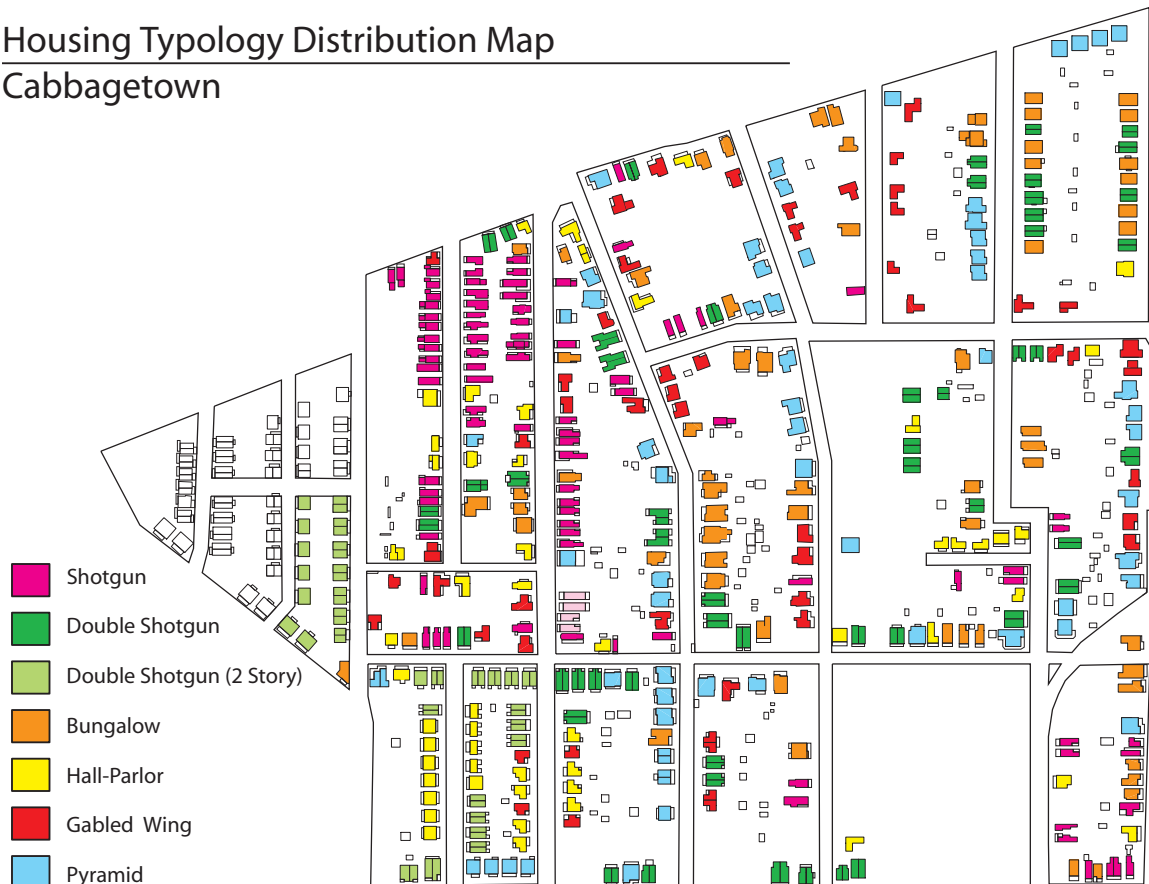 Housing Typology Distribution Map
Cabbagetown
Shotgun
Double Shotgun
Double Shotgun (2 Story)
Bungalow
Hall-Parlor
Gabled Wing
Pyramid